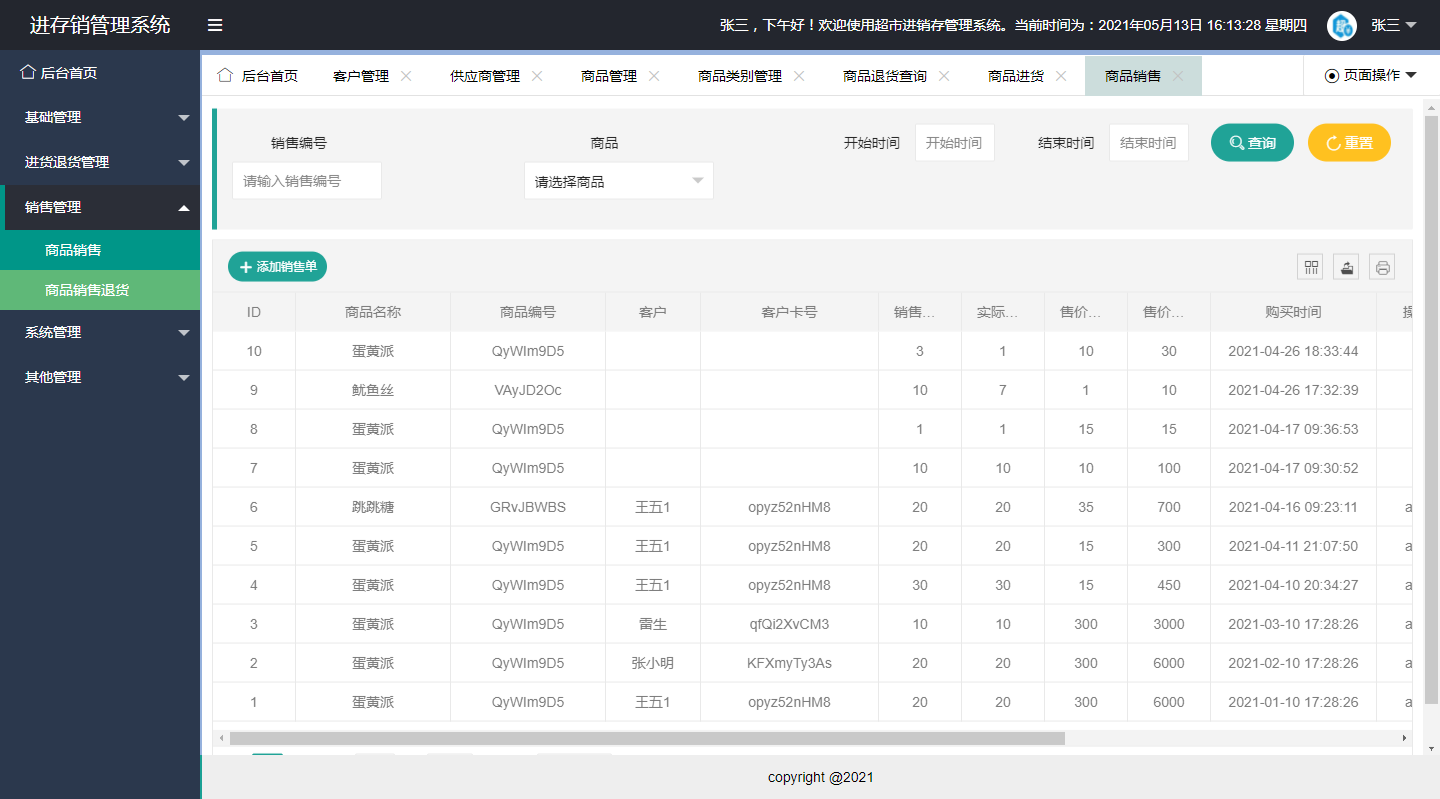 进存销管理系统
张三，下午好！欢迎使用超市进销存管理系统。当前时间为：2021年05月13日 16:13:28 星期四 张三
后台首页
基础管理
进货退货管理
销售管理
商品销售
商品销售退货
系统管理
其他管理
后台首页 客户管理 供应商管理 商品管理 商品类别管理 商品退货查询 商品进货 商品销售 页面操作
销售编号 商品 开始时间 开始时间 结束时间 结束时间 查询 重置
请输入销售编号 请选择商品
添加销售单
ID 商品名称 商品编号 客户 客户卡号 销售... 实际... 售价... 售价... 购买时间
10 蛋黄派 QyWIm9D5 3 1 10 30 2021-04-26 18:33:44
9 鱿鱼丝 VAyJD2Oc 10 7 1 10 2021-04-26 17:32:39
8 蛋黄派 QyWIm9D5 1 1 15 15 2021-04-17 09:36:53
7 蛋黄派 QyWIm9D5 10 10 10 100 2021-04-17 09:30:52
6 跳跳糖 GRvJBWBS 王五1 opyz52nHM8 20 20 35 700 2021-04-16 09:23:11 a
5 蛋黄派 QyWIm9D5 王五1 opyz52nHM8 20 20 15 300 2021-04-11 21:07:50 a
4 蛋黄派 QyWIm9D5 王五1 opyz52nHM8 30 30 15 450 2021-04-10 20:34:27 a
3 蛋黄派 QyWIm9D5 雷生 qfQi2XvCM3 10 10 300 3000 2021-03-10 17:28:26 a
2 蛋黄派 QyWIm9D5 张小明 KFXmyTy3As 20 20 300 6000 2021-02-10 17:28:26 a
1 蛋黄派 QyWIm9D5 王五1 opyz52nHM8 20 20 300 6000 2021-01-10 17:28:26 a
copyright @2021